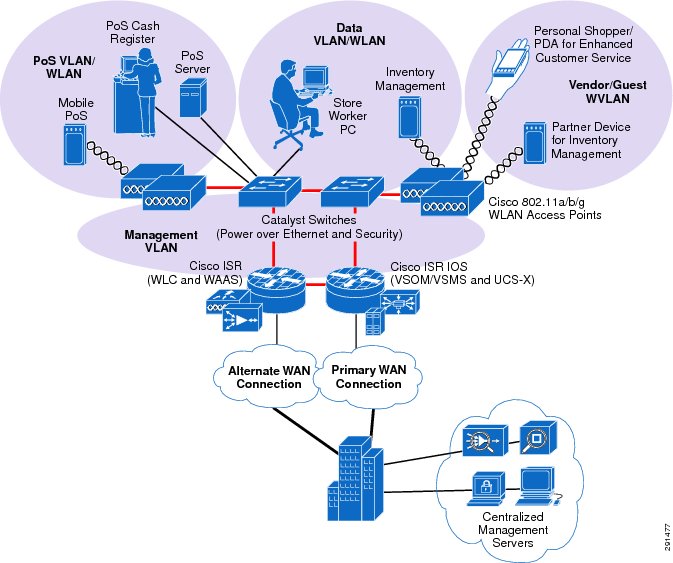 PoS Cash
Register
PoS VLAN/
WLAN
PoS
Server
Mobile
PoS
Data
VLAN/WLAN
Store
Worker
PC
Inventory
Management
Personal Shopper/
PDA for Enhanced
Customer Service
Vendor/Guest
WVLAN
Partner Device
for Inventory
Management
Cisco 802.11a/b/g
WLAN Access Points
Catalyst Switches
(Power over Ethernet and Security)
Management
VLAN
Cisco ISR
(WLC and WAAS)
Cisco ISR IOS
(VSOM/VSMS and UCS-X)
Alternate WAN
Connection
Primary WAN
Connection
Centralized
Management
Servers
291477